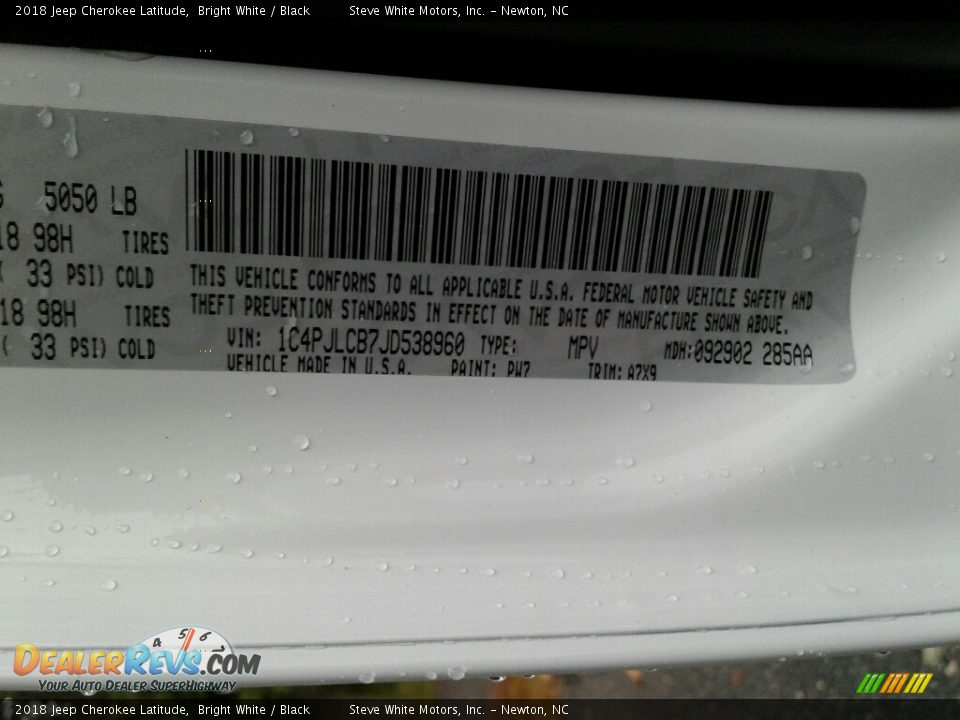 2018 Jeep Cherokee Latitude, Bright White / Black Steve White Motors, Inc. - Newton, NC
5050 LB
18 98H TIRES
33 PSI) COLD
18 98H TIRES
( 33 PSI) COLD
THIS VEHICLE CONFORMS TO ALL APPLICABLE U.S.A. FEDERAL MOTOR VEHICLE SAFETY AND
THEFT PREVENTION STANDARDS IN EFFECT ON THE DATE OF MANUFACTURE SHOWN ABOVE.
VIN: 1C4PJLCB7JD538960 TYPE: MPV MDH:092902 285AA
VEHICLE MADE IN U.S.A. PAINT: PW7 TRIM: A7X9
4 5 6
DEALERREVS.COM
YOUR AUTO DEALER SUPERHIGHWAY
2018 Jeep Cherokee Latitude, Bright White / Black Steve White Motors, Inc. - Newton, NC